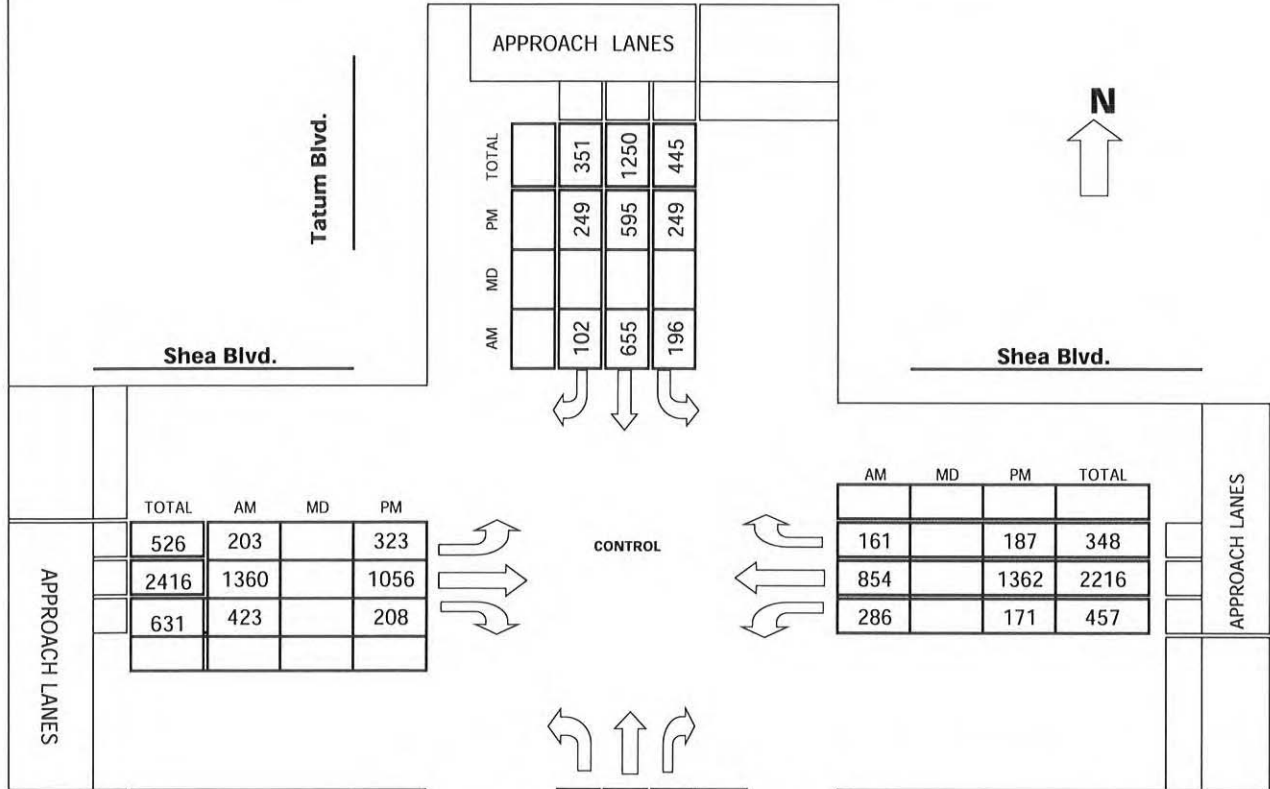 APPROACH LANES
N
Tatum Blvd.
TOTAL 351 1250 445
PM 249 595 249
MD
AM 102 655 196
Shea Blvd.
Shea Blvd.
TOTAL AM MD PM
526 203 323
2416 1360 1056
631 423 208
APPROACH LANES
CONTROL
AM MD PM TOTAL
161 187 348
854 1362 2216
286 171 457
APPROACH LANES